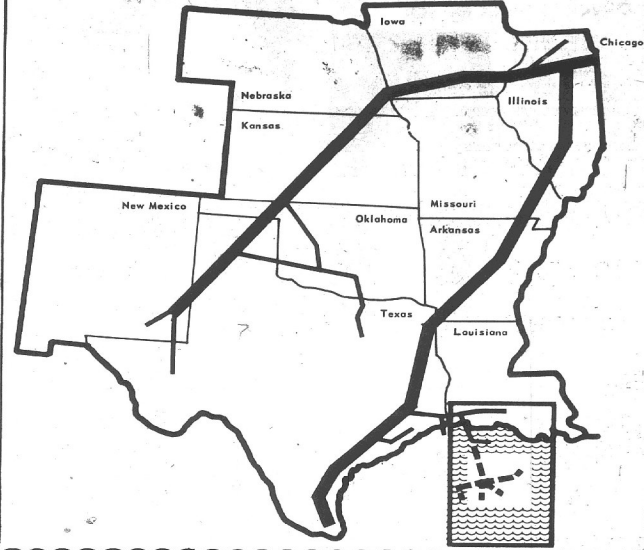 Iowa
Chicago
Nebraska
Illinois
Kansas
New Mexico
Missouri
Oklahoma
Arkansas
Texas
Louisiana